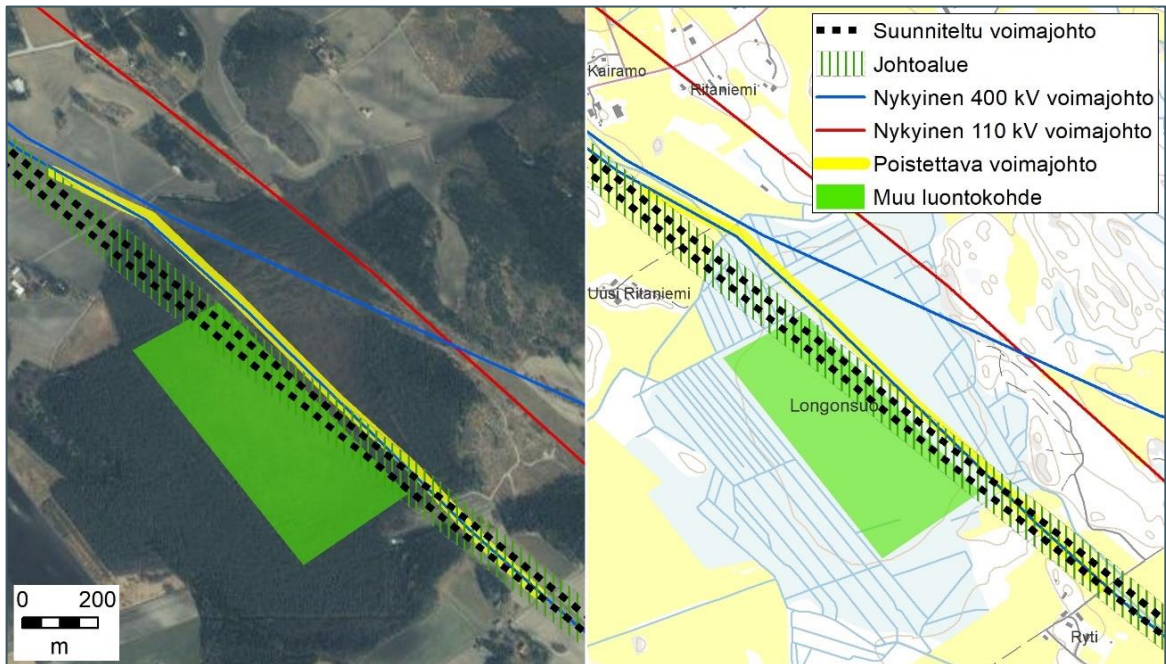 Suunniteltu voimajohto
Johtoalue
Nykyinen 400 kV voimajohto
Nykyinen 110 kV voimajohto
Poistettava voimajohto
Muu luontokohde
Kairamo
Ritaniemi
Uusi Ritaniemi
Longonsuo
Ryti
0 200
m